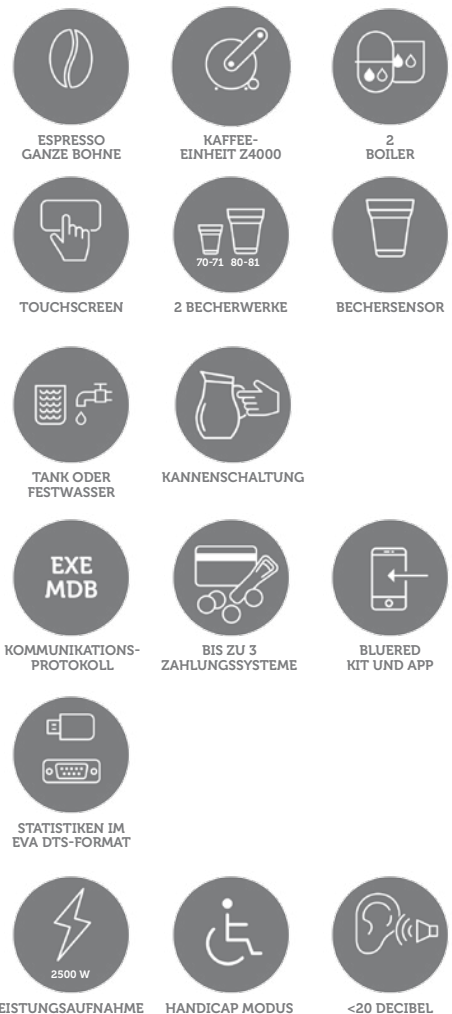 ESPRESSO
GANZE BOHNE
KAFFEE-
EINHEIT Z4000
2
BOILER
70-71 80-81
TOUCHSCREEN
2 BECHERWERKE
BECHERSENSOR
TANK ODER
FESTWASSER
KANNENSCHALTUNG
EXE
MDB
KOMMUNIKATIONS-
PROTOKOLL
BIS ZU 3
ZAHLUNGSSYSTEME
BLUERED
KIT UND APP
STATISTIKEN IM
EVA DTS-FORMAT
2500 W
EISTUNGSAUFNAHME
HANDICAP MODUS
<20 DECIBEL